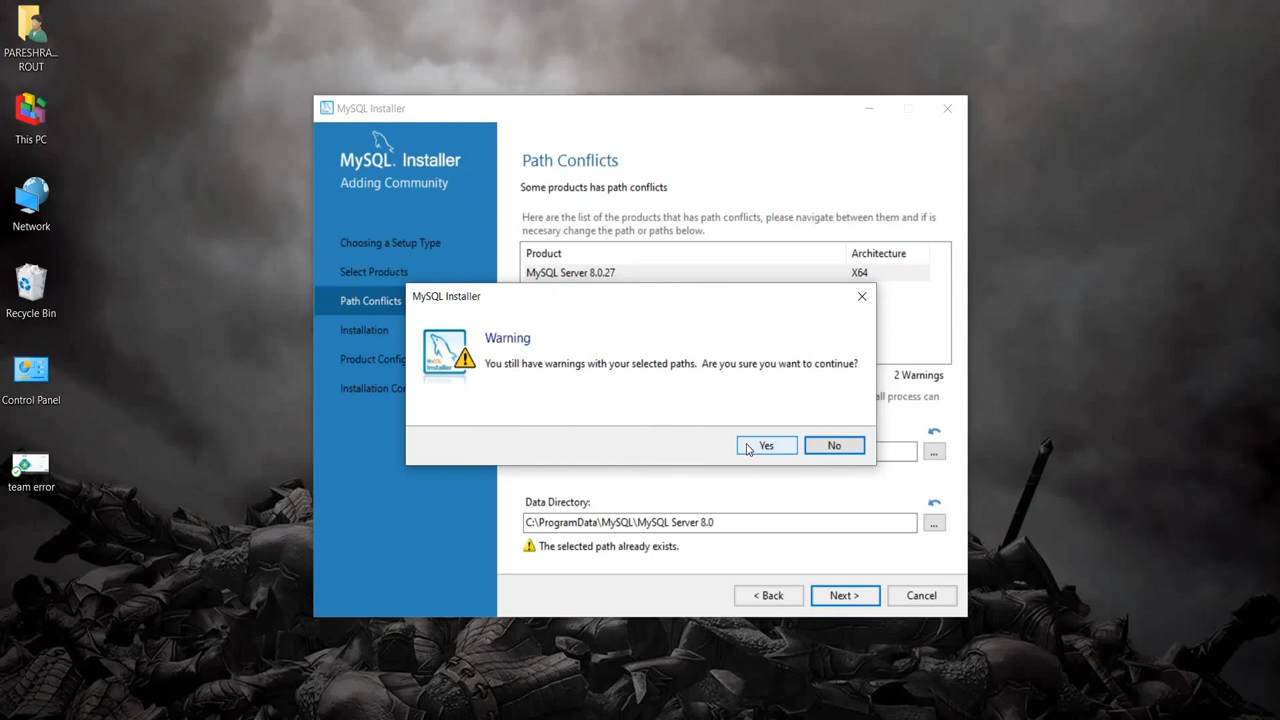 PARESHRA...
ROUT
This PC
Network
Recycle Bin
Control Panel
team error
MySQL Installer
MySQL. Installer
Adding Community
Choosing a Setup Type
Select Products
Path Conflicts
Installation
Product Config
Installation Co
Path Conflicts
Some products has path conflicts
Here are the list of the products that has path conflicts, please navigate between them and if is
necesary change the path or paths below.
Product Architecture
MySQL Server 8.0.27 X64
MySQL Installer
Warning
You still have warnings with your selected paths. Are you sure you want to continue?
Yes No
2 Warnings
all process can
...
Data Directory:
C:\ProgramData\MySQL\MySQL Server 8.0
...
The selected path already exists.
< Back Next > Cancel